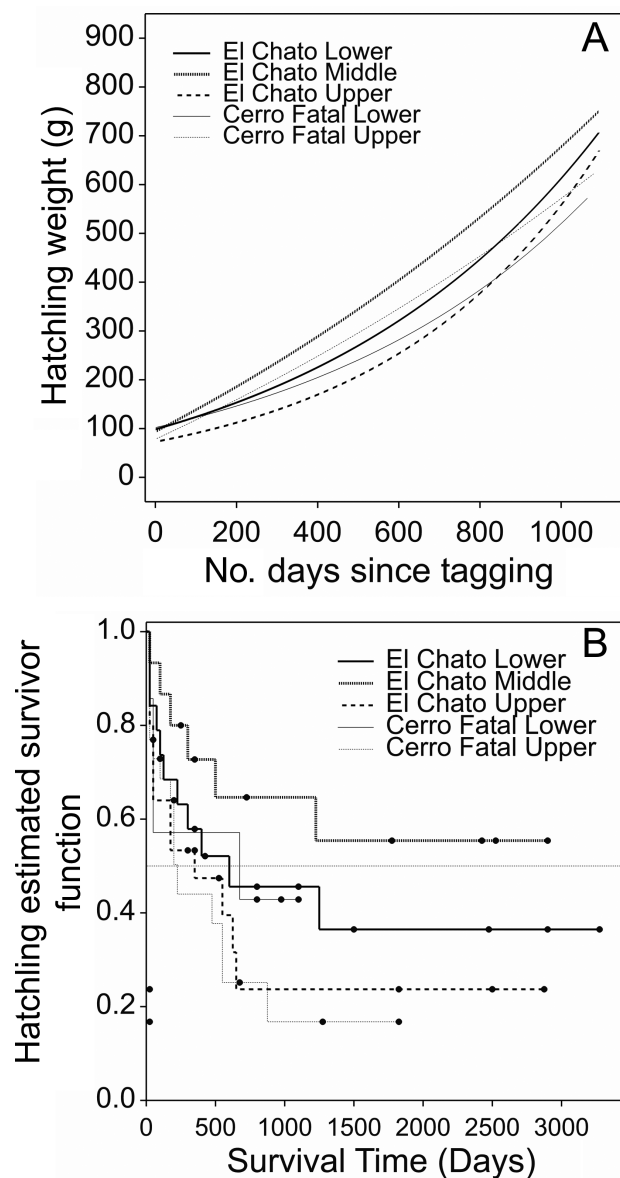 A
900
800
700
600
500
400
300
200
100
0
Hatchling weight (g)
El Chato Lower
El Chato Middle
El Chato Upper
Cerro Fatal Lower
Cerro Fatal Upper
0 200 400 600 800 1000
No. days since tagging
B
1.0
0.8
0.6
0.4
0.2
0.0
Hatchling estimated survivor
function
El Chato Lower
El Chato Middle
El Chato Upper
Cerro Fatal Lower
Cerro Fatal Upper
0 500 1000 1500 2000 2500 3000
Survival Time (Days)